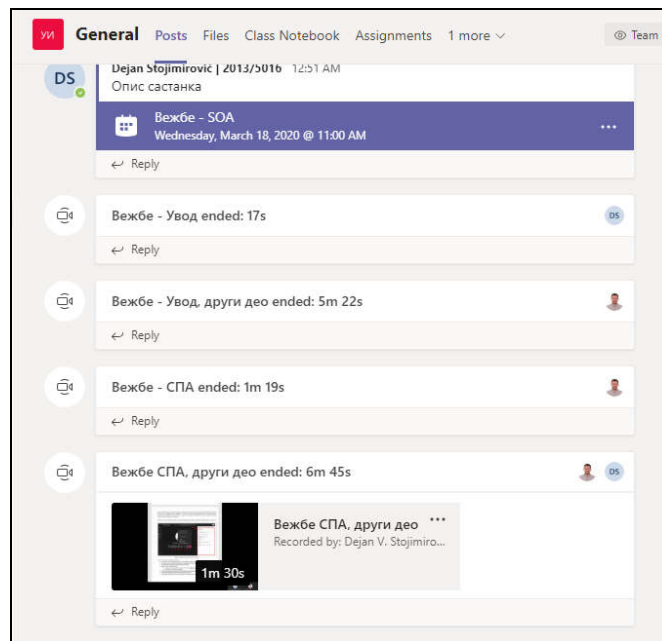 УИ General Posts Files Class Notebook Assignments 1 more Team
DS Dejan Stojimirović | 2013/5016 12:51 AM
Опис састанка
Вежбе - SOA
Wednesday, March 18, 2020 @ 11:00 AM
Reply
Вежбе - Увод ended: 17s DS
Reply
Вежбе - Увод, други део ended: 5m 22s
Reply
Вежбе - СПА ended: 1m 19s
Reply
Вежбе СПА, други део ended: 6m 45s DS
Вежбе СПА, други део
Recorded by: Dejan V. Stojimiro...
1m 30s
Reply